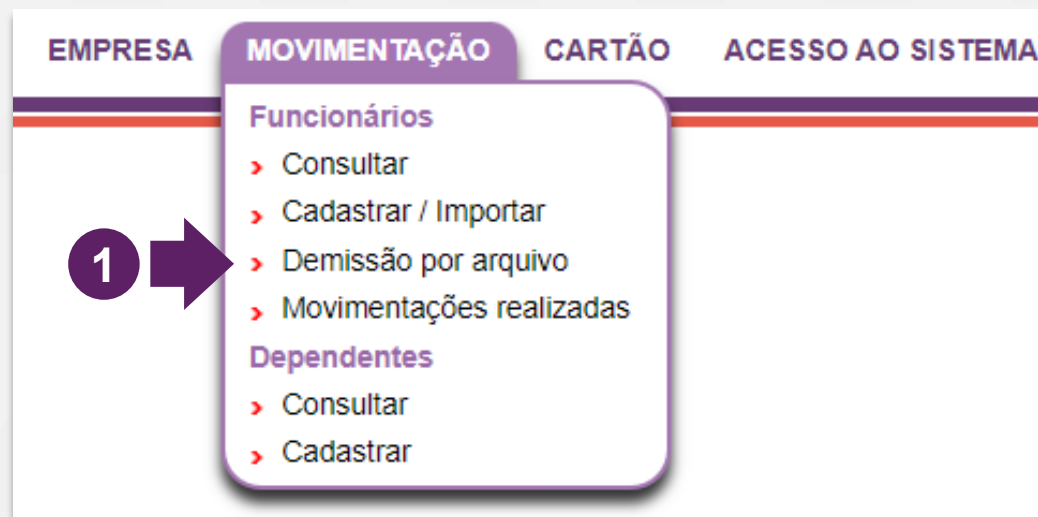 EMPRESA MOVIMENTAÇÃO CARTÃO ACESSO AO SISTEMA
Funcionários
Consultar
Cadastrar / Importar
1 Demissão por arquivo
Movimentações realizadas
Dependentes
Consultar
Cadastrar